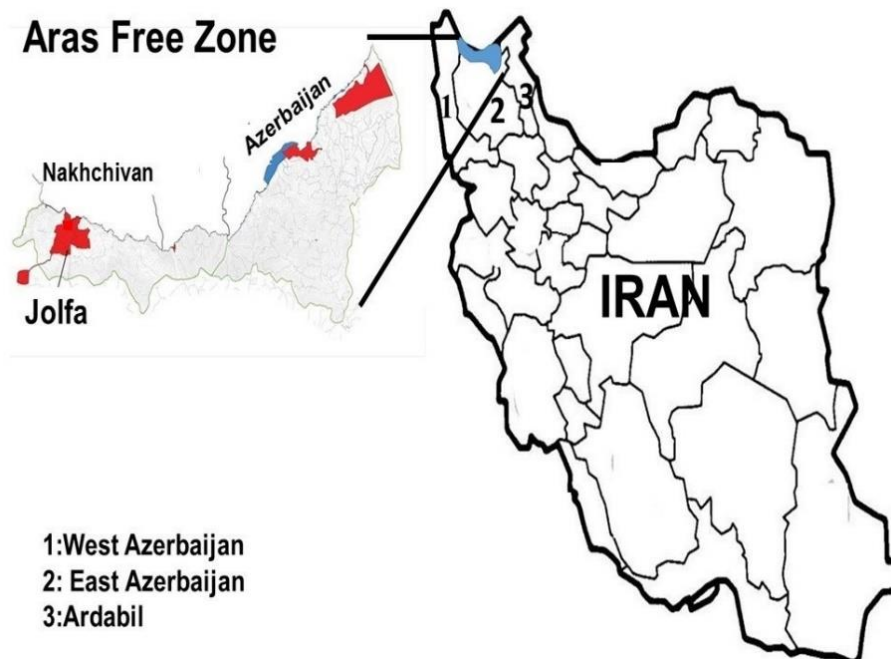 Aras Free Zone
Azerbaijan
Nakhchivan
Jolfa
1
2
3
IRAN
1:West Azerbaijan
2: East Azerbaijan
3:Ardabil